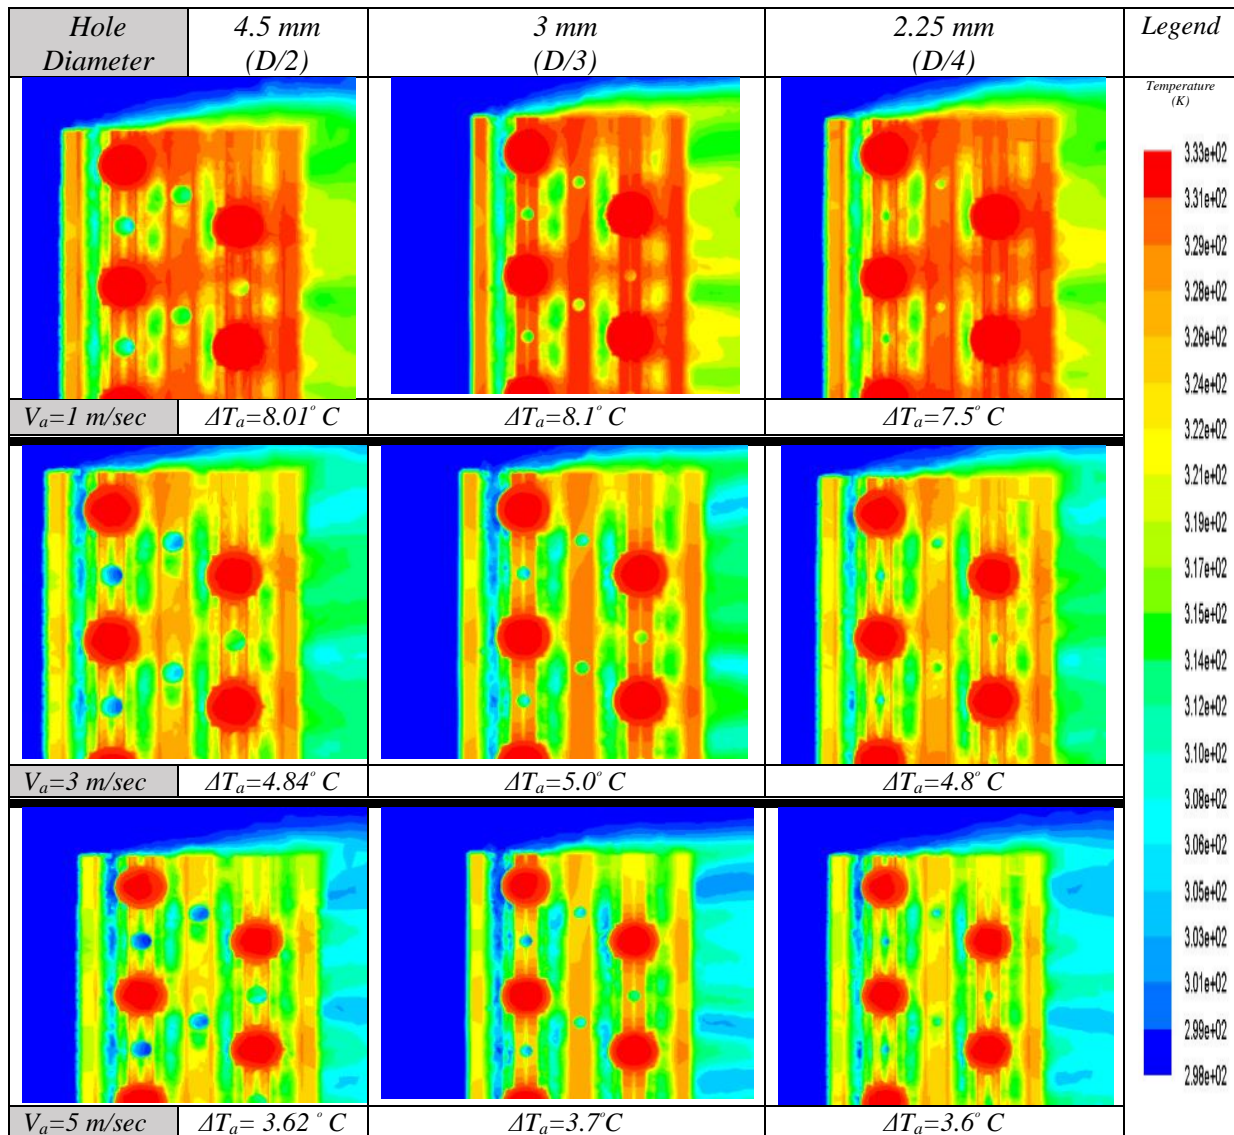 Hole Diameter 4.5 mm (D/2) 3 mm (D/3) 2.25 mm (D/4) Legend
Temperature
(K)
3.33e+02
3.31e+02
3.29e+02
3.28e+02
3.26e+02
3.24e+02
3.22e+02
3.21e+02
3.19e+02
3.17e+02
3.15e+02
3.14e+02
3.12e+02
3.10e+02
3.08e+02
3.06e+02
3.05e+02
3.03e+02
3.01e+02
2.99e+02
2.98e+02
Va=1 m/sec ΔTa=8.01° C ΔTa=8.1° C ΔTa=7.5° C
Va=3 m/sec ΔTa=4.84° C ΔTa=5.0° C ΔTa=4.8° C
Va=5 m/sec ΔTa= 3.62 ° C ΔTa=3.7°C ΔTa=3.6° C